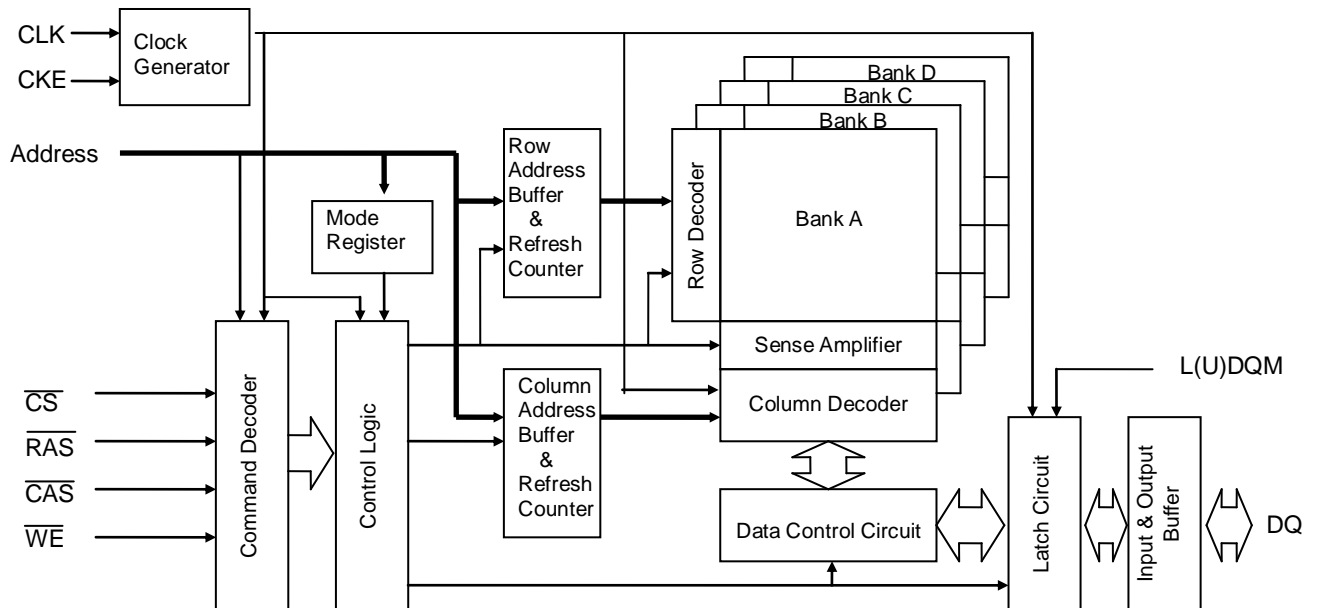 CLK
CKE
Clock
Generator
Bank D
Bank C
Bank B
Address
Row
Address
Buffer
&
Refresh
Counter
Row Decoder
Bank A
Mode
Register
Sense Amplifier
L(U)DQM
Column Decoder
Column
Address
Buffer
&
Refresh
Counter
CS
RAS
CAS
WE
Command Decoder
Control Logic
Data Control Circuit
Latch Circuit
Input & Output
Buffer
DQ